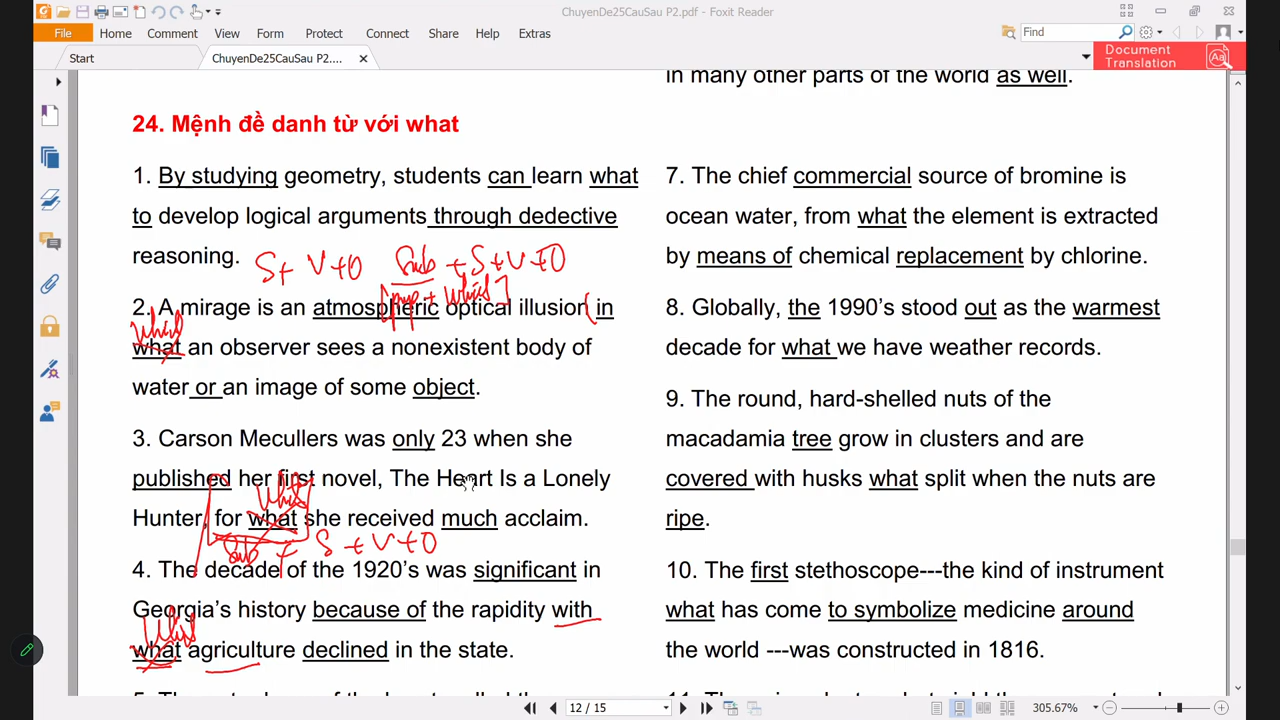 ChuyenDe25CauSau P2.pdf - Foxit Reader
File Home Comment View Form Protect Connect Share Help Extras
Find
Start
ChuyenDe25CauSau P2....
Document Translation
in many other parts of the world as well.
24. Mệnh đề danh từ với what
1. By studying geometry, students can learn what
to develop logical arguments through dedective
reasoning.
S+ V+O Sub + S+V+O
which
2. A mirage is an atmospheric optical illusion in
which
what an observer sees a nonexistent body of
water or an image of some object.
3. Carson Mecullers was only 23 when she
published her first novel, The Heart Is a Lonely
which
Hunter, for what she received much acclaim.
Sub + S + V+O
4. The decade of the 1920's was significant in
Georgia's history because of the rapidity with
which
what agriculture declined in the state.
7. The chief commercial source of bromine is
ocean water, from what the element is extracted
by means of chemical replacement by chlorine.
8. Globally, the 1990's stood out as the warmest
decade for what we have weather records.
9. The round, hard-shelled nuts of the
macadamia tree grow in clusters and are
covered with husks what split when the nuts are
ripe.
10. The first stethoscope---the kind of instrument
what has come to symbolize medicine around
the world ---was constructed in 1816.
12 / 15
305.67%